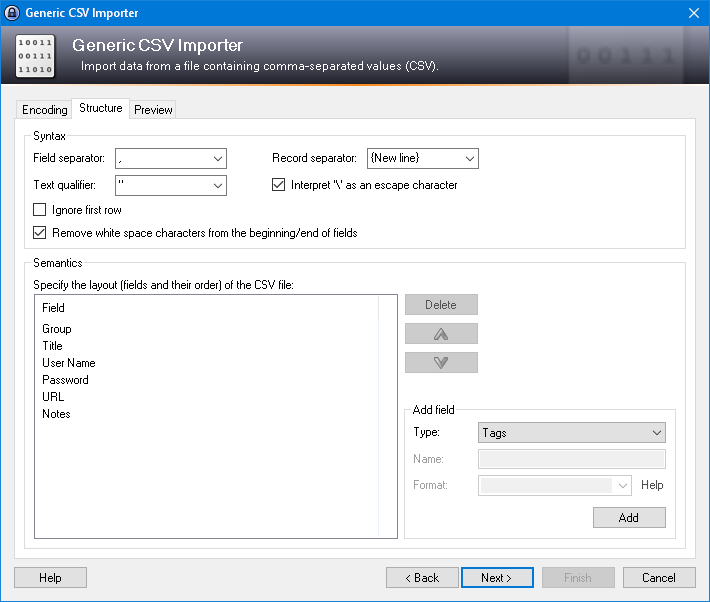 Generic CSV Importer
10011
00111
11010
Generic CSV Importer
Import data from a file containing comma-separated values (CSV).
00111
Encoding Structure Preview
Syntax
Field separator: , Record separator: {New line}
Text qualifier: " Interpret '\' as an escape character
Ignore first row
Remove white space characters from the beginning/end of fields
Semantics
Specify the layout (fields and their order) of the CSV file:
Field
Group
Title
User Name
Password
URL
Notes
Delete
Add field
Type: Tags
Name:
Format: Help
Add
Help < Back Next > Finish Cancel